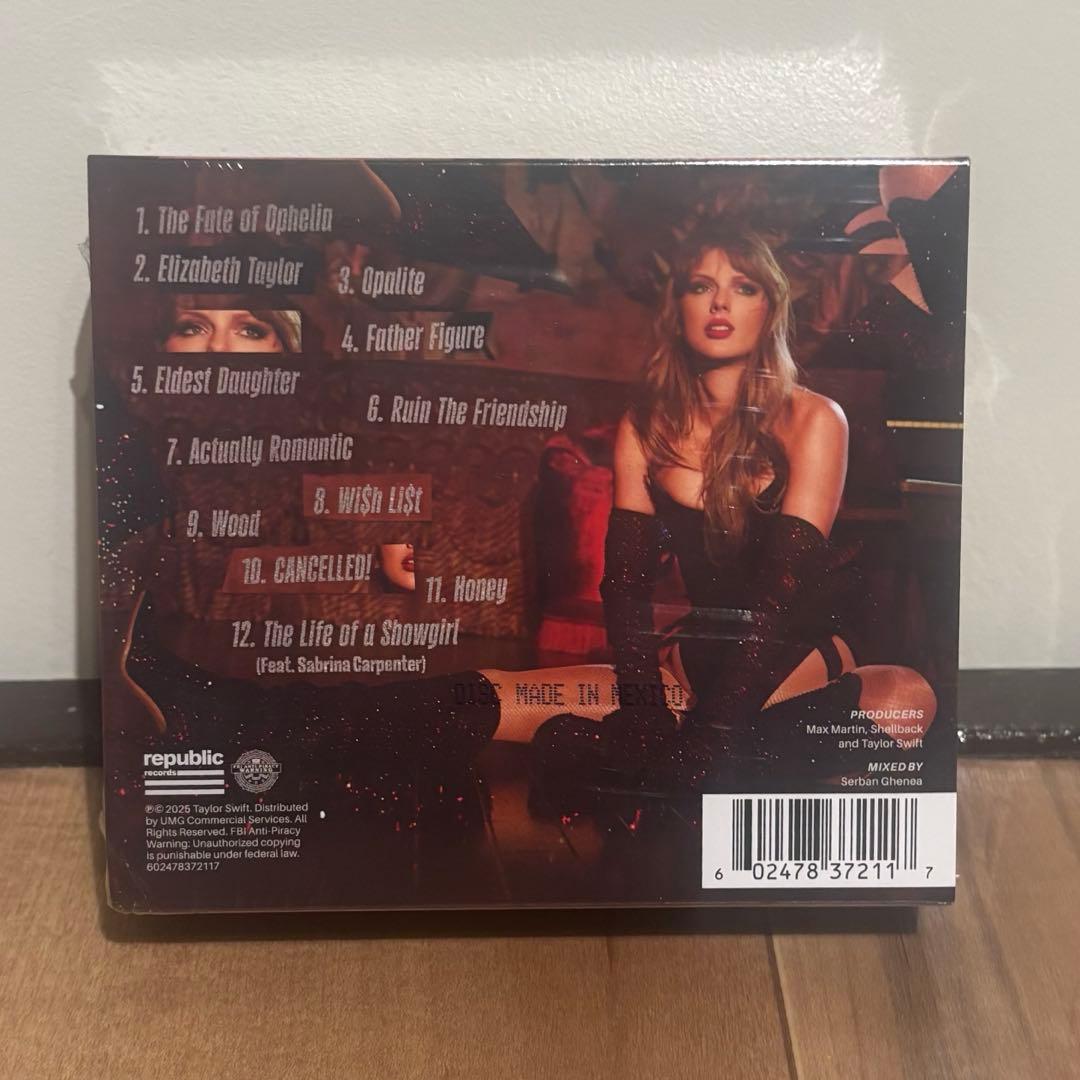 1. The Fate of Ophelia
2. Elizabeth Taylor
3. Opalite
4. Father Figure
5. Eldest Daughter
6. Ruin The Friendship
7. Actually Romantic
8. Wi$h Li$t
9. Wood
10. CANCELLED!
11. Honey
12. The Life of a Showgirl
(Feat. Sabrina Carpenter)
DISC MADE IN MEXICO
PRODUCERS
Max Martin, Shellback
and Taylor Swift
MIXED BY
Serban Ghenea
republic
records
FBI ANTI-PIRACY
WARNING
℗© 2025 Taylor Swift. Distributed
by UMG Commercial Services. All
Rights Reserved. FBI Anti-Piracy
Warning: Unauthorized copying
is punishable under federal law.
602478372117
6 02478 37211 7